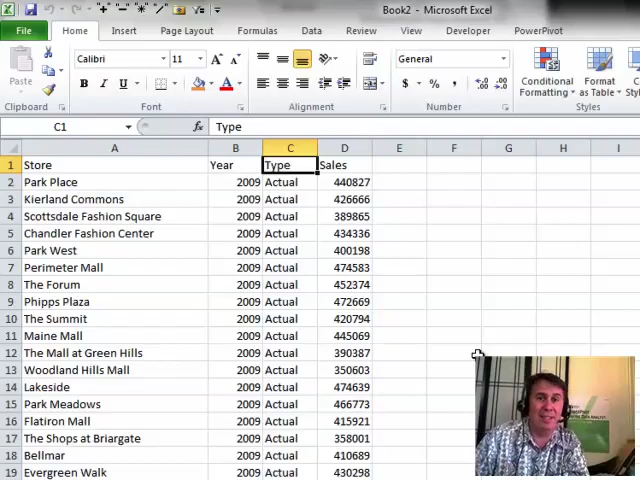 Book2 - Microsoft Excel
File Home Insert Page Layout Formulas Data Review View Developer PowerPivot
Paste
Calibri 11 General
B I U $ % ,
Conditional Formatting
Format as Table
Clipboard Font Alignment Number Styles
C1 fx Type
A B C D E F G H I
1 Store Year Type Sales
2 Park Place 2009 Actual 440827
3 Kierland Commons 2009 Actual 426666
4 Scottsdale Fashion Square 2009 Actual 389865
5 Chandler Fashion Center 2009 Actual 434336
6 Park West 2009 Actual 400198
7 Perimeter Mall 2009 Actual 474583
8 The Forum 2009 Actual 452374
9 Phipps Plaza 2009 Actual 472669
10 The Summit 2009 Actual 420794
11 Maine Mall 2009 Actual 445069
12 The Mall at Green Hills 2009 Actual 390387
13 Woodland Hills Mall 2009 Actual 350603
14 Lakeside 2009 Actual 474639
15 Park Meadows 2009 Actual 466773
16 Flatiron Mall 2009 Actual 415921
17 The Shops at Briargate 2009 Actual 358001
18 Bellmar 2009 Actual 410689
19 Evergreen Walk 2009 Actual 430298